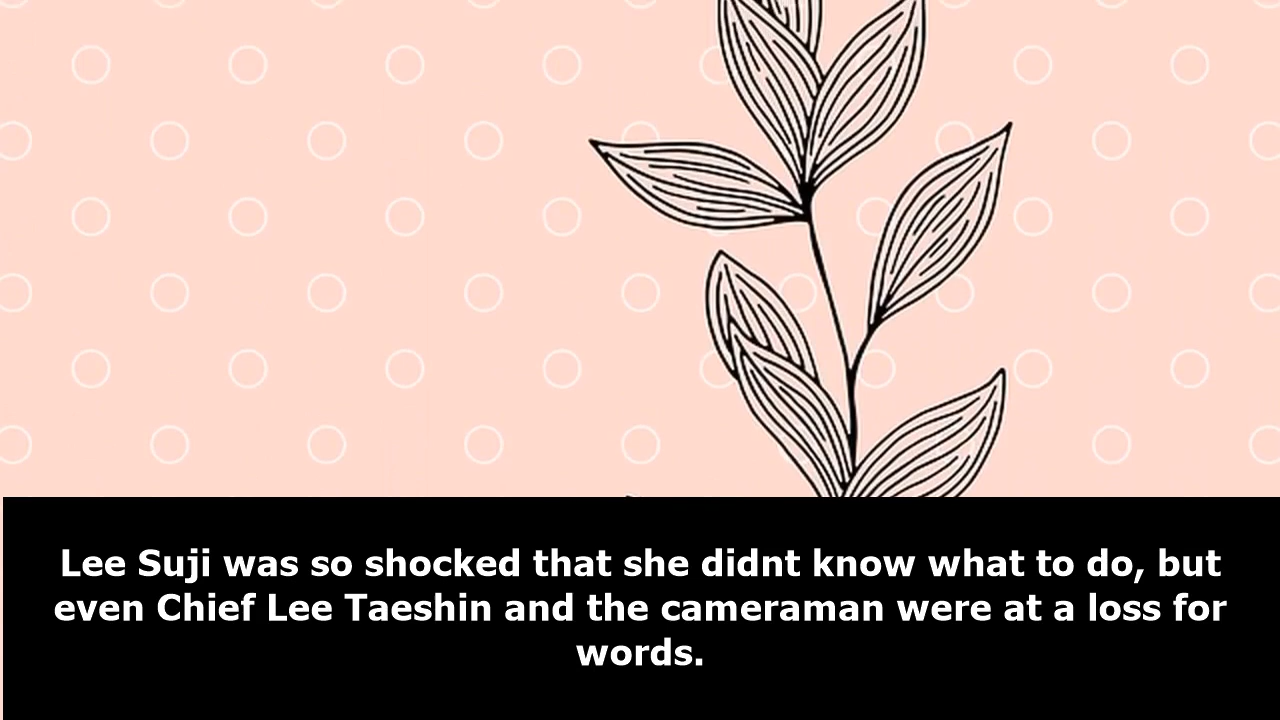 Lee Suji was so shocked that she didnt know what to do, but
even Chief Lee Taeshin and the cameraman were at a loss for
words.